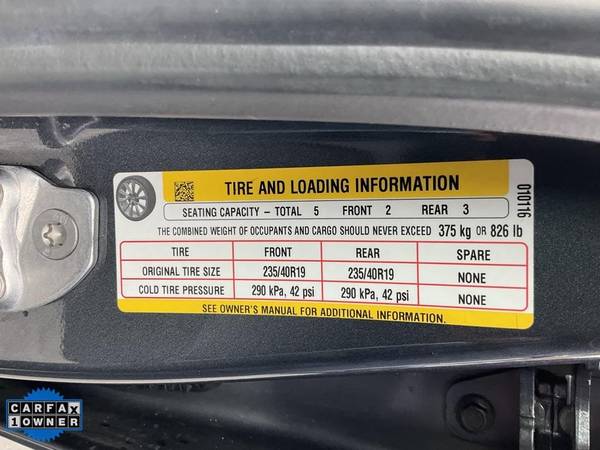 TIRE AND LOADING INFORMATION
SEATING CAPACITY - TOTAL 5 FRONT 2 REAR 3
THE COMBINED WEIGHT OF OCCUPANTS AND CARGO SHOULD NEVER EXCEED 375 kg OR 826 lb
TIRE FRONT REAR SPARE
ORIGINAL TIRE SIZE 235/40R19 235/40R19 NONE
COLD TIRE PRESSURE 290 kPa, 42 psi 290 kPa, 42 psi NONE
SEE OWNER'S MANUAL FOR ADDITIONAL INFORMATION.
010116
CARFAX
1 OWNER